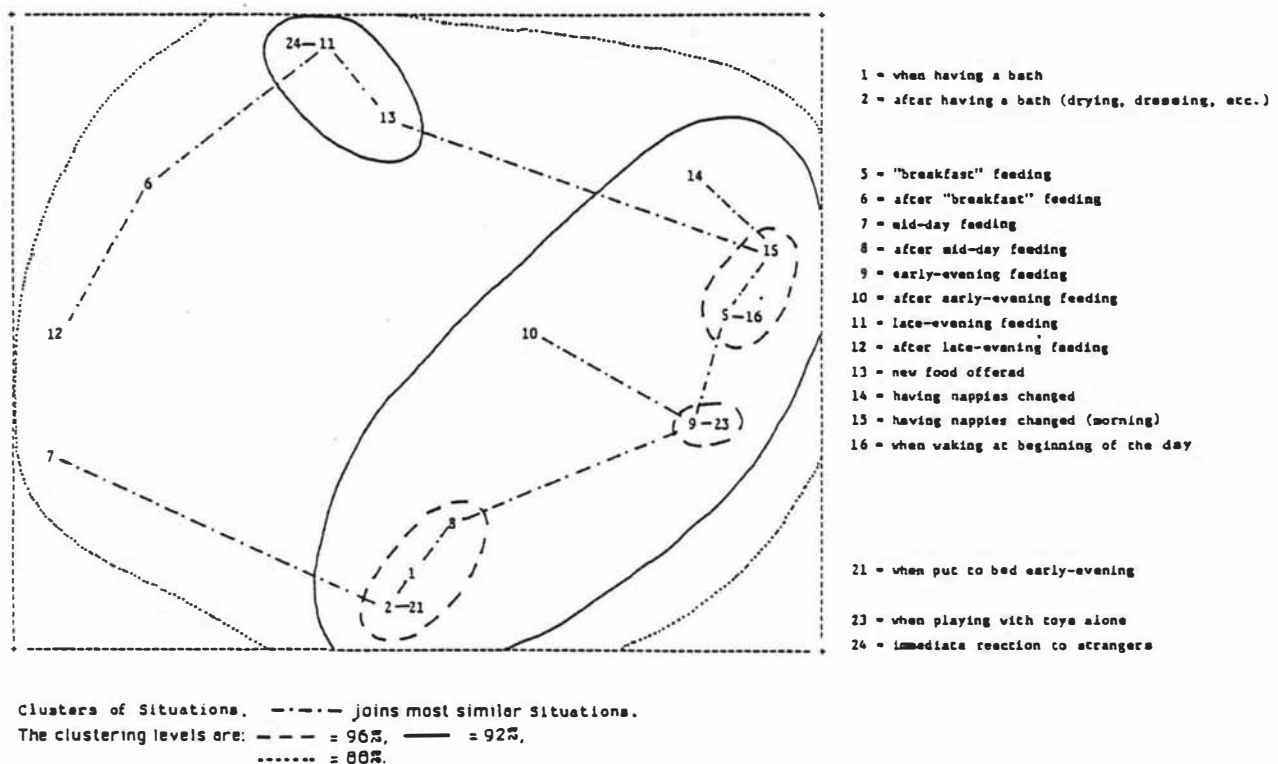 24-11
13
6
14
15
5-16
12
10
9-23
7
8
1
2-21
1 = when having a bath
2 = after having a bath (drying, dressing, etc.)
5 = "breakfast" feeding
6 = after "breakfast" feeding
7 = mid-day feeding
8 = after mid-day feeding
9 = early-evening feeding
10 = after early-evening feeding
11 = late-evening feeding
12 = after late-evening feeding
13 = new food offerad
14 = having nappies changed
15 = having nappies changed (morning)
16 = when waking at beginning of the day
21 = when put to bed early-evening
23 = when playing with toys alone
24 = immediate reaction to strangers
Clusters of Situations. —·—·— joins most similar Situations.
The clustering levels are: — — — = 96%, —— = 92%,
....... = 88%.